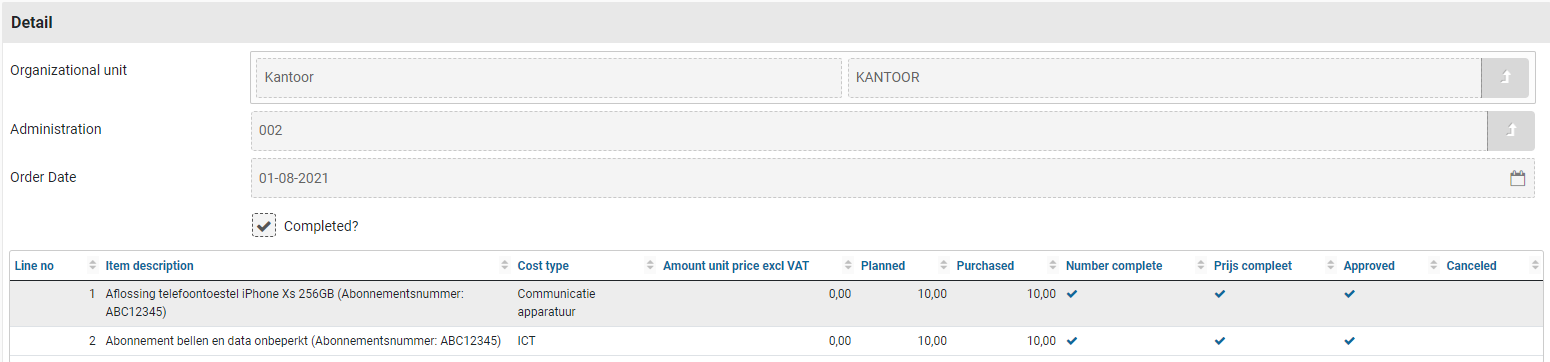 Detail
Organizational unit Kantoor KANTOOR
Administration 002
Order Date 01-08-2021
Completed?
Line no Item description Cost type Amount unit price excl VAT Planned Purchased Number complete Prijs compleet Approved Canceled
1 Aflossing telefoontoestel iPhone Xs 256GB (Abonnementsnummer: Communicatie 0,00 10,00 10,00
ABC12345) apparatuur
2 Abonnement bellen en data onbeperkt (Abonnementsnummer: ABC12345) ICT 0,00 10,00 10,00